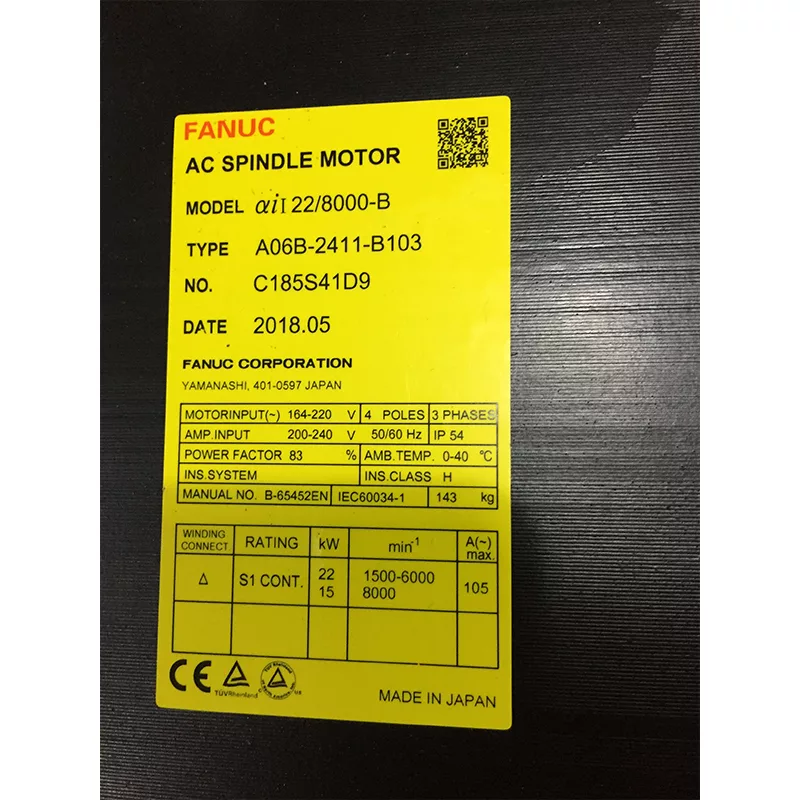 FANUC
AC SPINDLE MOTOR
MODEL αiI 22/8000-B
TYPE A06B-2411-B103
NO. C185S41D9
DATE 2018.05
FANUC CORPORATION
YAMANASHI, 401-0597 JAPAN
MOTORINPUT(~) 164-220 V 4 POLES 3 PHASES
AMP.INPUT 200-240 V 50/60 Hz IP 54
POWER FACTOR 83 % AMB.TEMP. 0-40 ℃
INS.SYSTEM INS.CLASS H
MANUAL NO. B-65452EN IEC60034-1 143 kg
WINDING CONNECT RATING kW min⁻¹ A(~) max.
Δ S1 CONT. 22 1500-6000 105
15 8000
CE TÜVRheinland
MADE IN JAPAN